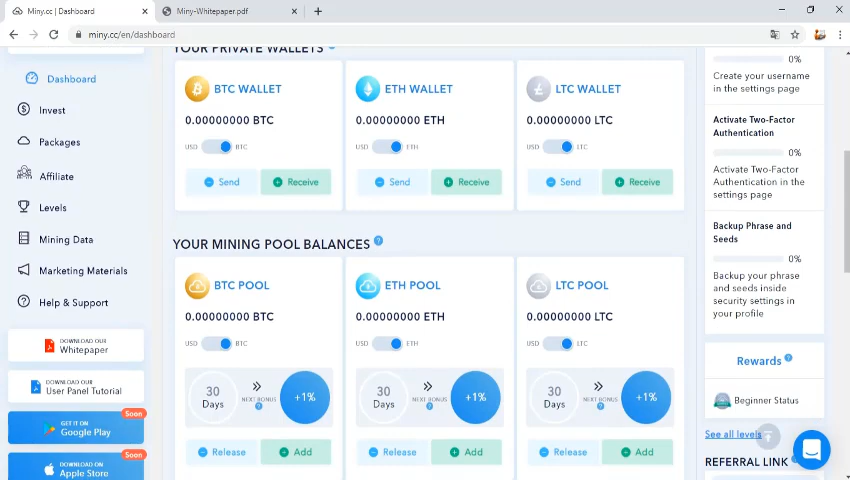 Miny.cc | Dashboard
Miny-Whitepaper.pdf
miny.cc/en/dashboard
Dashboard
Invest
Packages
Affiliate
Levels
Mining Data
Marketing Materials
Help & Support
DOWNLOAD OUR
Whitepaper
DOWNLOAD OUR
User Panel Tutorial
Soon
GET IT ON
Google Play
Soon
DOWNLOAD ON
Apple Store
YOUR PRIVATE WALLETS
BTC WALLET
0.00000000 BTC
USD BTC
Send Receive
ETH WALLET
0.00000000 ETH
USD ETH
Send Receive
LTC WALLET
0.00000000 LTC
USD LTC
Send Receive
YOUR MINING POOL BALANCES ?
BTC POOL
0.00000000 BTC
USD BTC
30
Days
NEXT BONUS
?
+1%
Release Add
ETH POOL
0.00000000 ETH
USD ETH
30
Days
NEXT BONUS
?
+1%
Release Add
LTC POOL
0.00000000 LTC
USD LTC
30
Days
NEXT BONUS
?
+1%
Release Add
0%
Create your username
in the settings page
Activate Two-Factor
Authentication
0%
Activate Two-Factor
Authentication in the
settings page
Backup Phrase and
Seeds
0%
Backup your phrase
and seeds inside
security settings in
your profile
Rewards ?
Beginner Status
See all levels
REFERRAL LINK